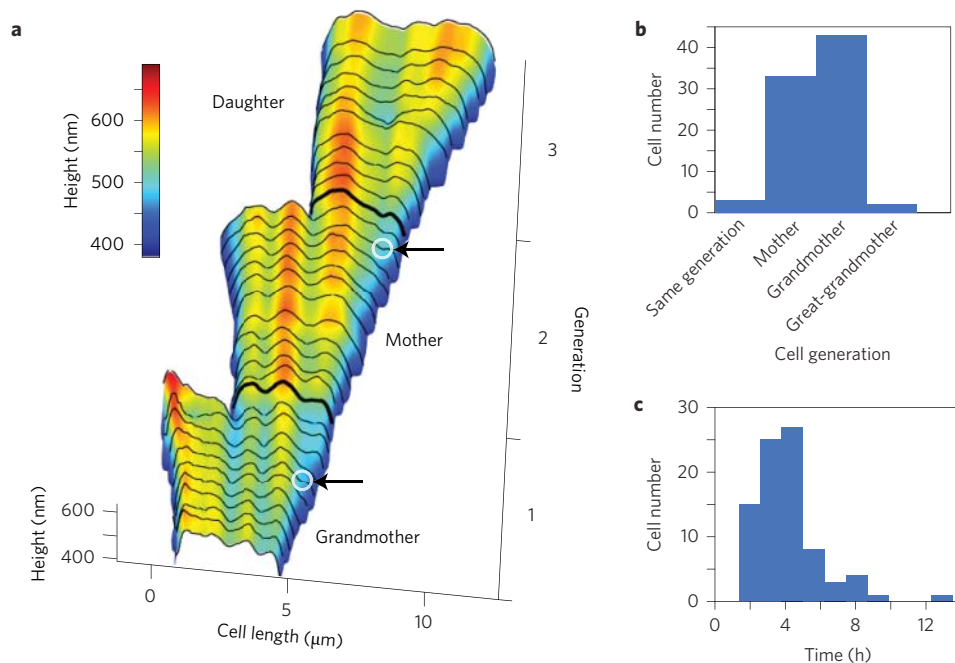 a
Height (nm)
600
500
400
Daughter
Mother
Grandmother
3
2
1
Generation
Height (nm)
600
400
0
5
10
Cell length (μm)
b
Cell number
40
30
20
10
0
Same generation
Mother
Grandmother
Great-grandmother
Cell generation
c
Cell number
30
20
10
0
0
4
8
12
Time (h)